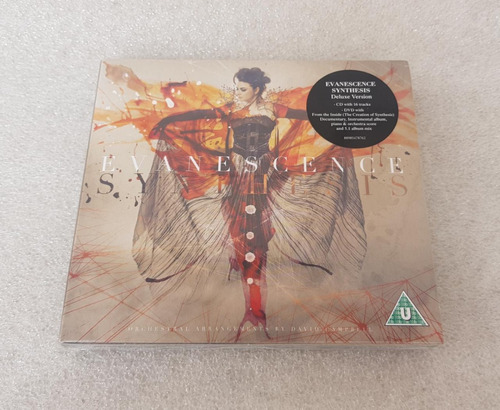 EVANESCENCE
SYNTHESIS
Deluxe Version
· CD with 16 tracks
· DVD with
From the Inside (The Creation of Synthesis)
Documentary, Instrumental album,
piano & orchestra score
and 5.1 album mix
EVANESCENCE
SYNTHESIS
ORCHESTRAL ARRANGEMENTS BY DAVID CAMPBELL
U